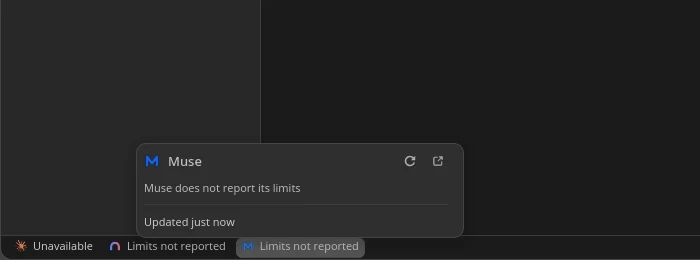 Muse
Muse does not report its limits
Updated just now
Unavailable Limits not reported Limits not reported